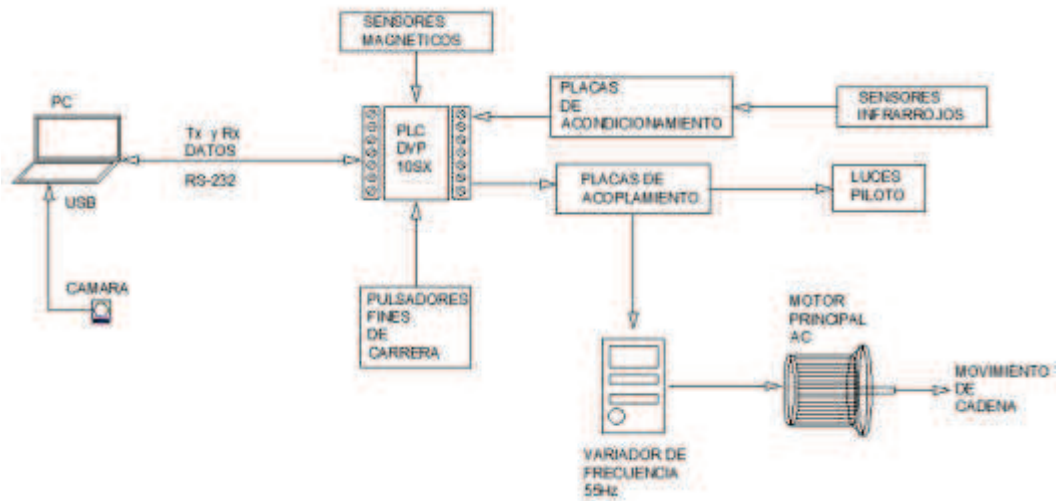 SENSORES
MAGNETICOS
PC
PLACAS
DE
ACONDICIONAMIENTO
SENSORES
INFRARROJOS
Tx y Rx
DATOS
RS-232
PLC
DVP
10SX
USB
PLACAS DE
ACOPLAMIENTO
LUCES
PILOTO
CAMARA
PULSADORES
FINES
DE
CARRERA
MOTOR
PRINCIPAL
AC
MOVIMIENTO
DE
CADENA
VARIADOR DE
FRECUENCIA
55Hz